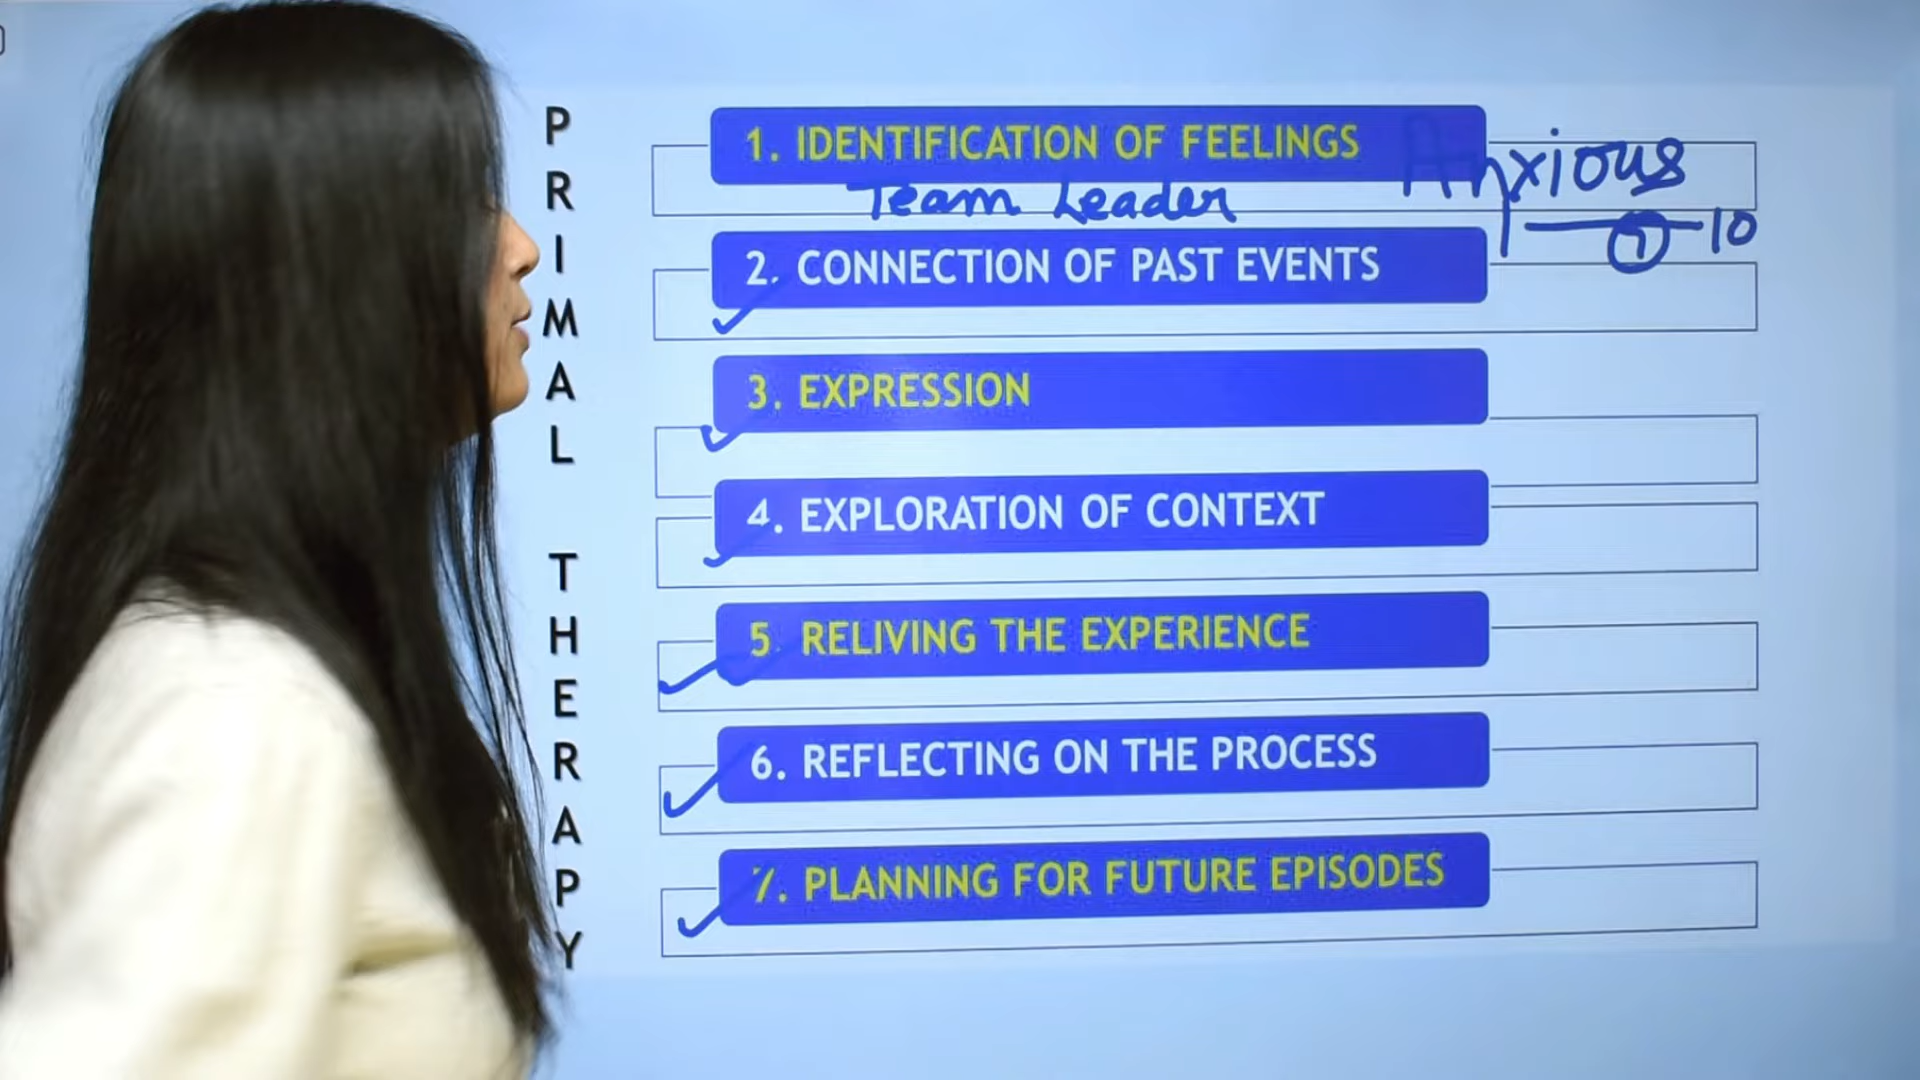 PRIMAL THERAPY
1. IDENTIFICATION OF FEELINGS
Anxious
Team Leader
1 7 10
2. CONNECTION OF PAST EVENTS
3. EXPRESSION
4. EXPLORATION OF CONTEXT
5. RELIVING THE EXPERIENCE
6. REFLECTING ON THE PROCESS
7. PLANNING FOR FUTURE EPISODES